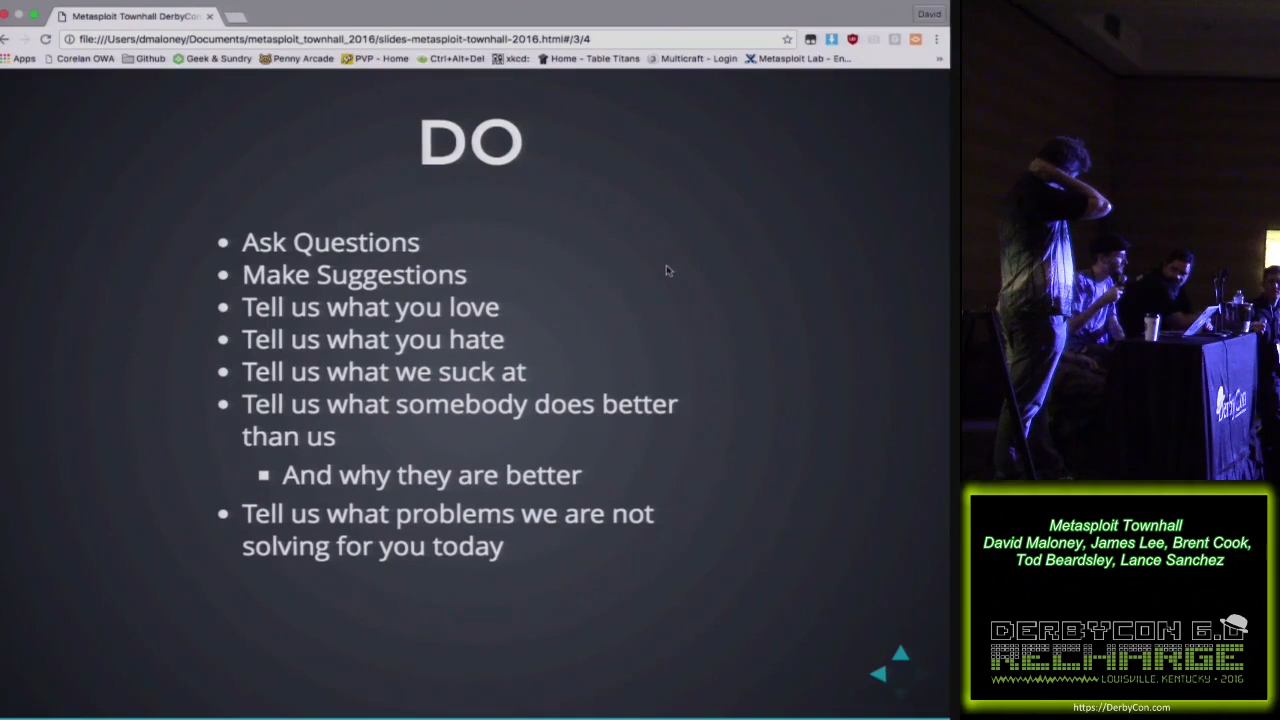 Metasploit Townhall DerbyCon
David
file:///Users/dmaloney/Documents/metasploit_townhall_2016/slides-metasploit-townhall-2016.html#/3/4
Apps Corelan OWA Github Geek & Sundry Penny Arcade PVP - Home Ctrl+Alt+Del xkcd: Home - Table Titans Multicraft - Login Metasploit Lab - En...
DO
Ask Questions
Make Suggestions
Tell us what you love
Tell us what you hate
Tell us what we suck at
Tell us what somebody does better
than us
And why they are better
Tell us what problems we are not
solving for you today
DerbyCon
Metasploit Townhall
David Maloney, James Lee, Brent Cook,
Tod Beardsley, Lance Sanchez
DERBYCON 6.0
RECHARGE
LOUISVILLE, KENTUCKY • 2016
https://DerbyCon.com